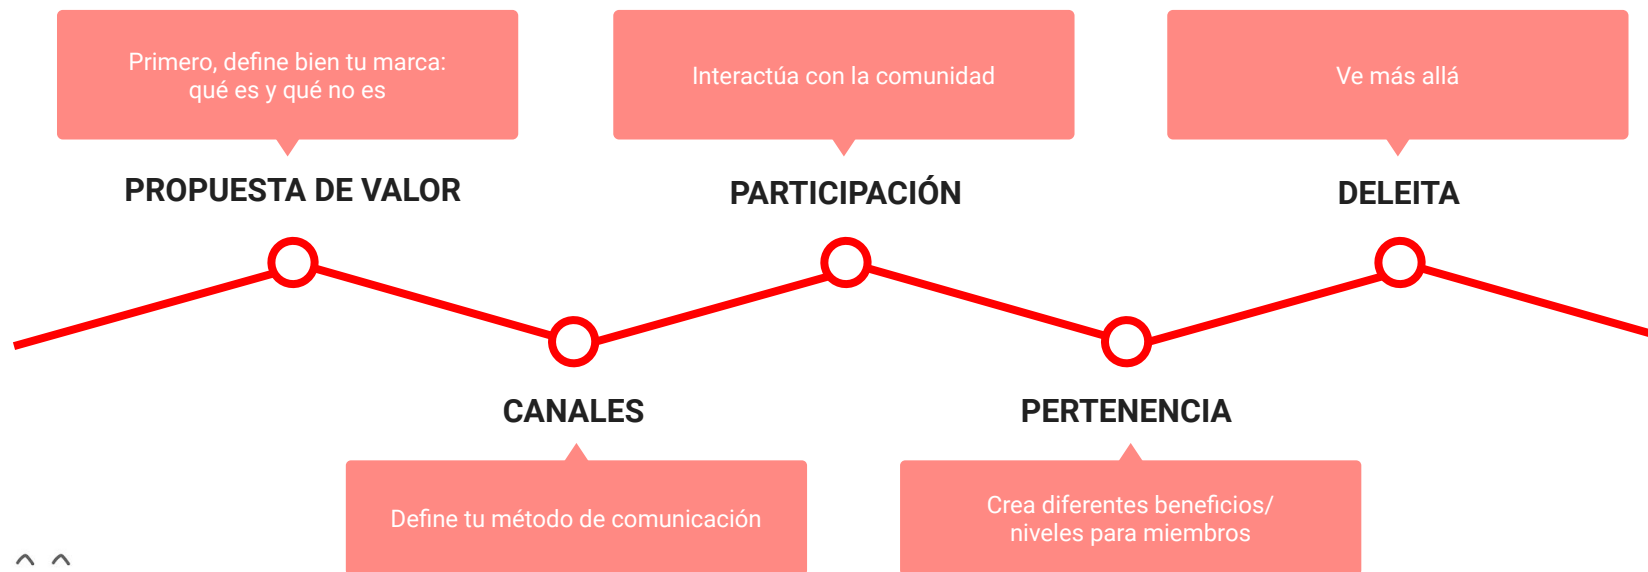 Primero, define bien tu marca:
qué es y qué no es
PROPUESTA DE VALOR
Interactúa con la comunidad
PARTICIPACIÓN
Ve más allá
DELEITA
CANALES
Define tu método de comunicación
PERTENENCIA
Crea diferentes beneficios/
niveles para miembros